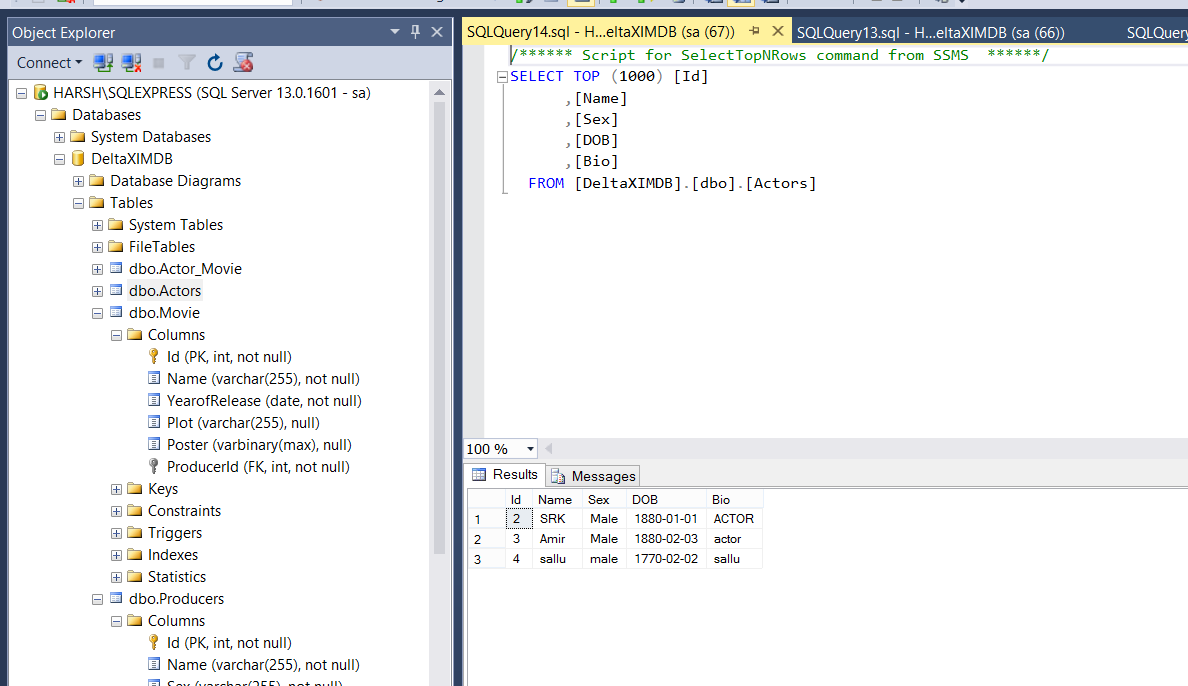 Object Explorer
Connect
HARSH\SQLEXPRESS (SQL Server 13.0.1601 - sa)
Databases
System Databases
DeltaXIMDB
Database Diagrams
Tables
System Tables
FileTables
dbo.Actor_Movie
dbo.Actors
dbo.Movie
Columns
Id (PK, int, not null)
Name (varchar(255), not null)
YearofRelease (date, not null)
Plot (varchar(255), null)
Poster (varbinary(max), null)
ProducerId (FK, int, not null)
Keys
Constraints
Triggers
Indexes
Statistics
dbo.Producers
Columns
Id (PK, int, not null)
Name (varchar(255), not null)
Sex (varchar(255), not null)
SQLQuery14.sql - H...eltaXIMDB (sa (67)) SQLQuery13.sql - H...eltaXIMDB (sa (66)) SQLQuery
/****** Script for SelectTopNRows command from SSMS ******/
SELECT TOP (1000) [Id]
,[Name]
,[Sex]
,[DOB]
,[Bio]
FROM [DeltaXIMDB].[dbo].[Actors]
100 %
Results Messages
Id Name Sex DOB Bio
1 2 SRK Male 1880-01-01 ACTOR
2 3 Amir Male 1880-02-03 actor
3 4 sallu male 1770-02-02 sallu